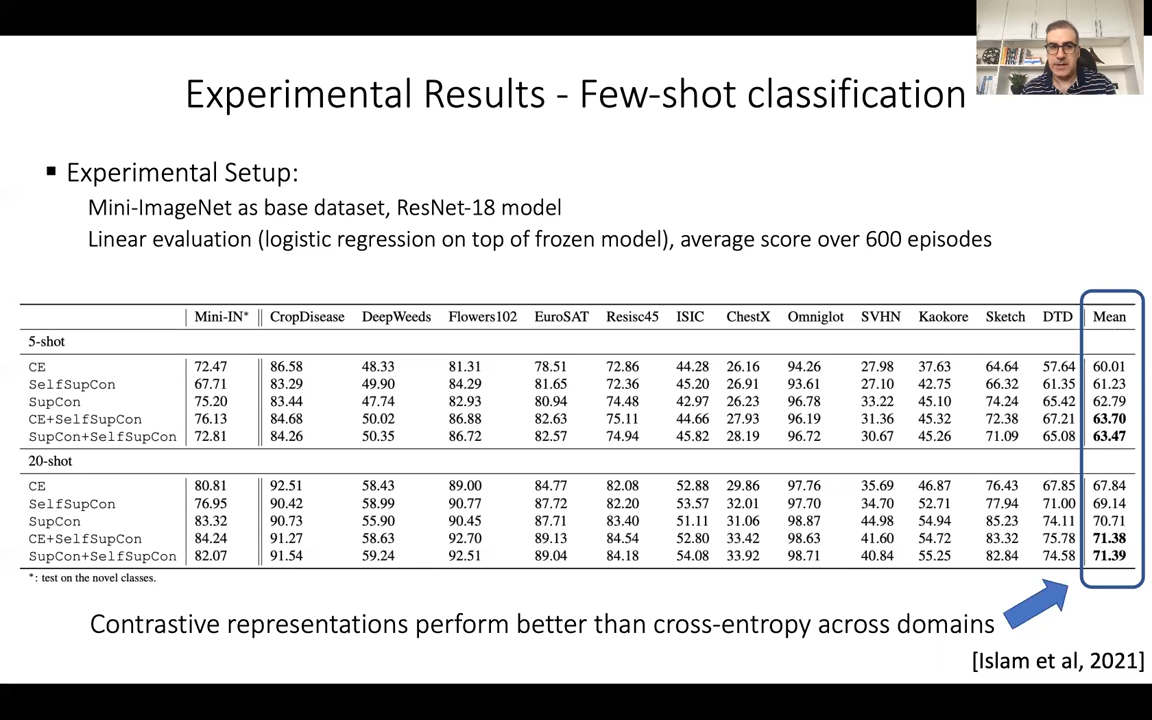 Experimental Results - Few-shot classification
▪ Experimental Setup:
Mini-ImageNet as base dataset, ResNet-18 model
Linear evaluation (logistic regression on top of frozen model), average score over 600 episodes
Mini-IN* CropDisease DeepWeeds Flowers102 EuroSAT Resisc45 ISIC ChestX Omniglot SVHN Kaokore Sketch DTD Mean
5-shot
CE 72.47 86.58 48.33 81.31 78.51 72.86 44.28 26.16 94.26 27.98 37.63 64.64 57.64 60.01
SelfSupCon 67.71 83.29 49.90 84.29 81.65 72.36 45.20 26.91 93.61 27.10 42.75 66.32 61.35 61.23
SupCon 75.20 83.44 47.74 82.93 80.94 74.48 42.97 26.23 96.78 33.22 45.10 74.24 65.42 62.79
CE+SelfSupCon 76.13 84.68 50.02 86.88 82.63 75.11 44.66 27.93 96.19 31.36 45.32 72.38 67.21 63.70
SupCon+SelfSupCon 72.81 84.26 50.35 86.72 82.57 74.94 45.82 28.19 96.72 30.67 45.26 71.09 65.08 63.47
20-shot
CE 80.81 92.51 58.43 89.00 84.77 82.08 52.88 29.86 97.76 35.69 46.87 76.43 67.85 67.84
SelfSupCon 76.95 90.42 58.99 90.77 87.72 82.20 53.57 32.01 97.70 34.70 52.71 77.94 71.00 69.14
SupCon 83.32 90.73 55.90 90.45 87.71 83.40 51.11 31.06 98.87 44.98 54.94 85.23 74.11 70.71
CE+SelfSupCon 84.24 91.27 58.63 92.70 89.13 84.54 52.80 33.42 98.63 41.60 54.72 83.32 75.78 71.38
SupCon+SelfSupCon 82.07 91.54 59.24 92.51 89.04 84.18 54.08 33.92 98.71 40.84 55.25 82.84 74.58 71.39
*: test on the novel classes.
Contrastive representations perform better than cross-entropy across domains
[Islam et al, 2021]